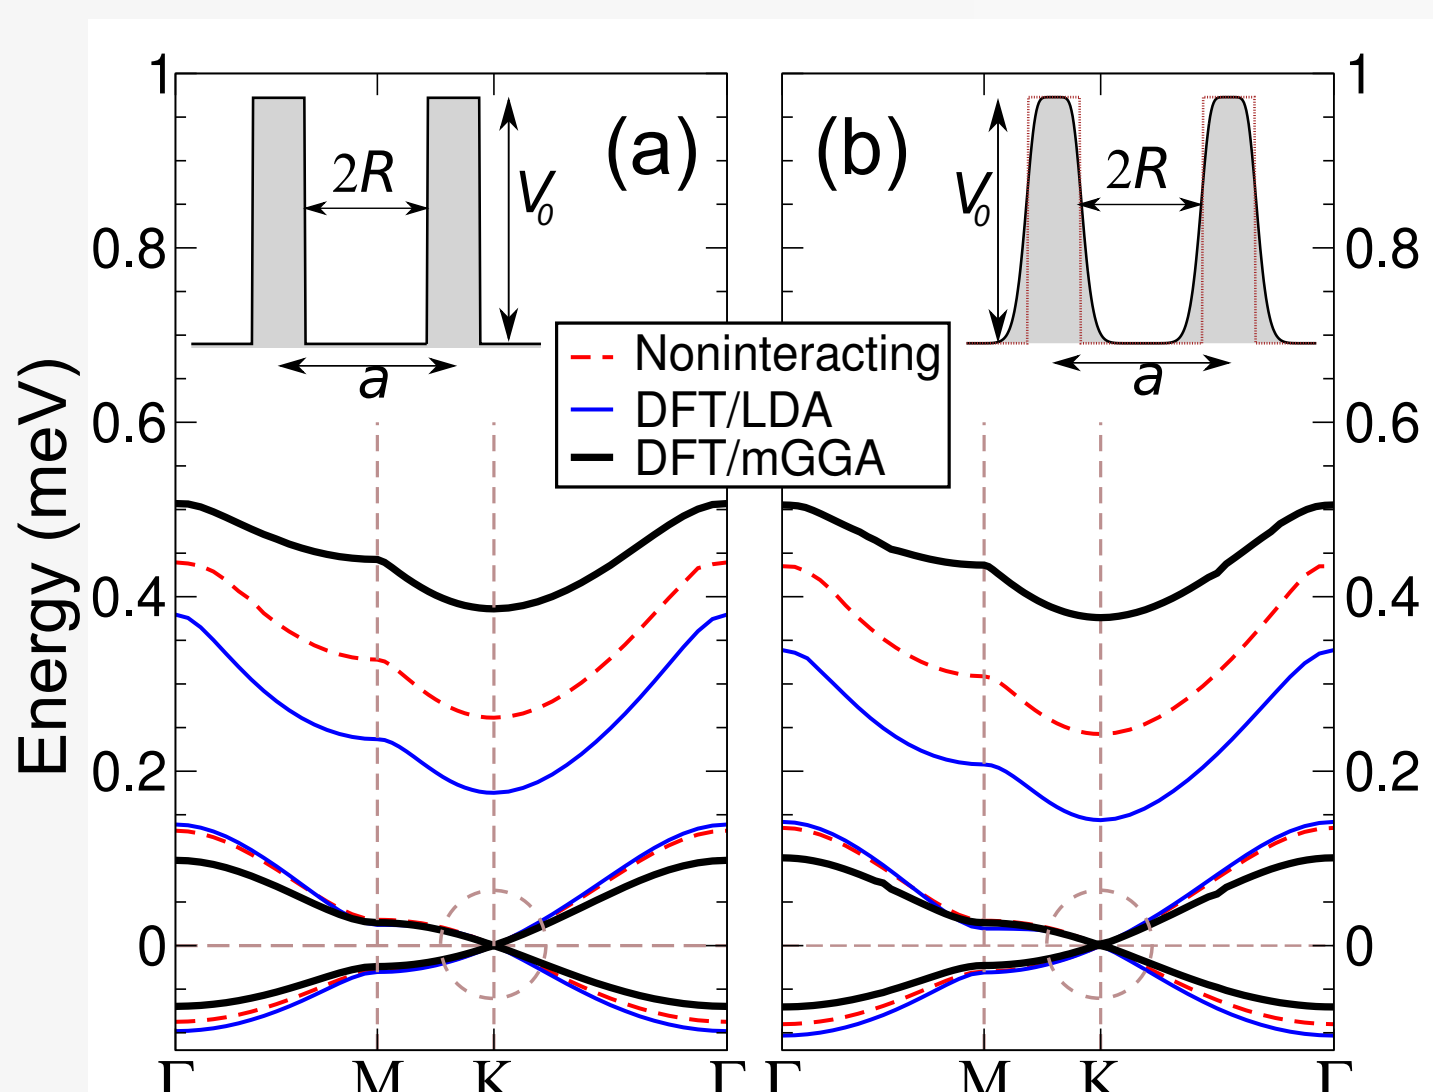 Energy (meV)
1
0.8
0.6
0.4
0.2
0
(a)
2R
V0
a
(b)
V0
2R
a
Noninteracting
DFT/LDA
DFT/mGGA
1
0.8
0.6
0.4
0.2
0
Γ M K Γ
Γ M K Γ